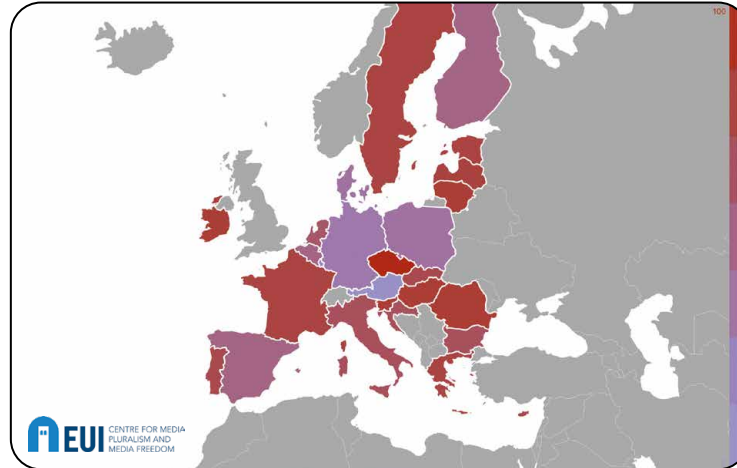 100
EUI
CENTRE FOR MEDIA
PLURALISM AND
MEDIA FREEDOM